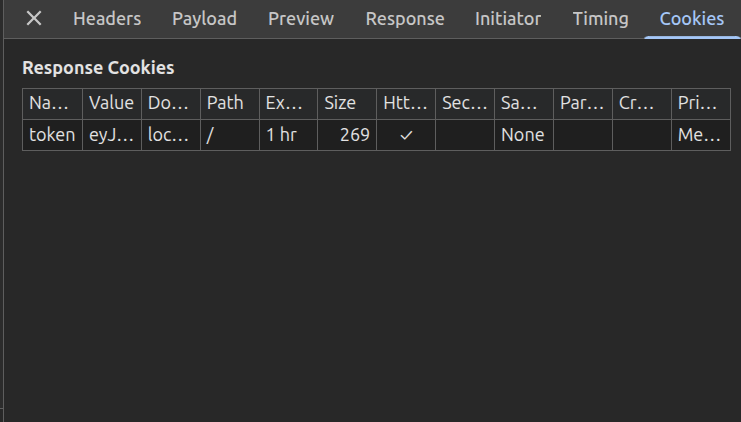 Headers Payload Preview Response Initiator Timing Cookies
Response Cookies
Na... Value Do... Path Ex... Size Htt... Sec... Sa... Par... Cr... Pri...
token eyJ... loc... / 1 hr 269 ✓ None Me...